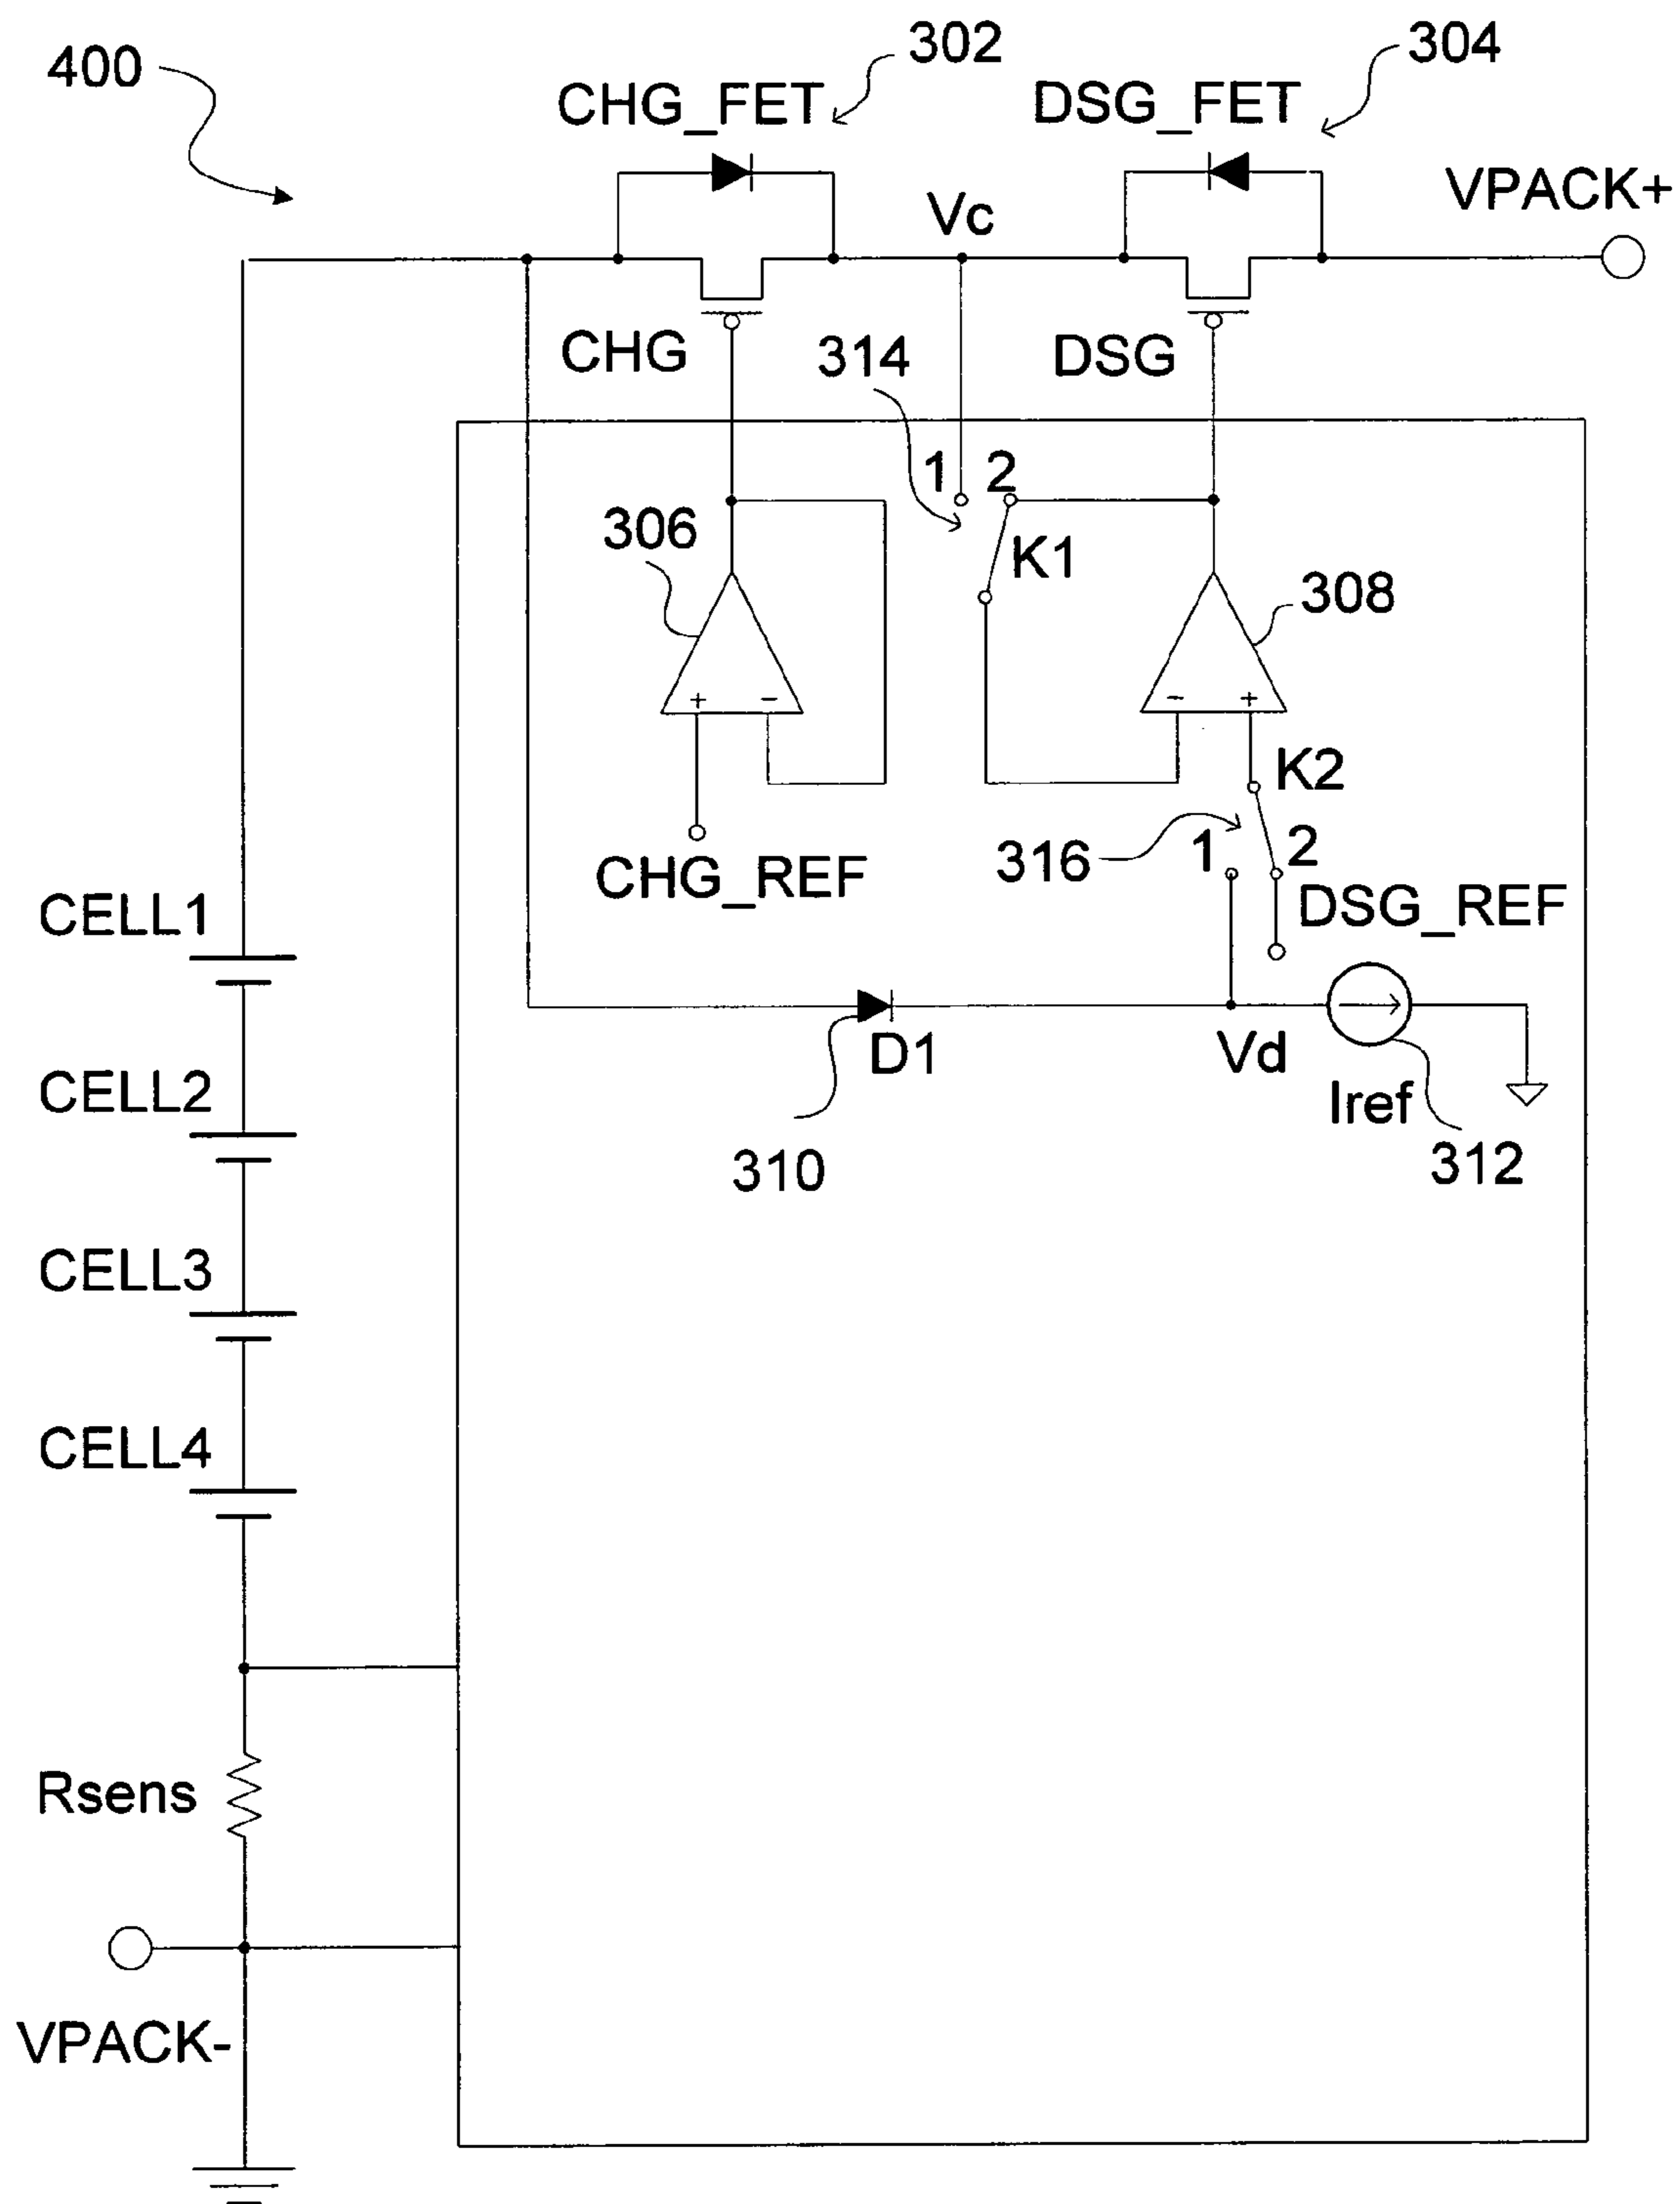 400
302
304
CHG_FET
DSG_FET
VPACK+
Vc
CHG
314
DSG
1 2
306
K1
308
+ -
- +
K2
316
1 2
CHG_REF
DSG_REF
CELL1
D1
Vd
CELL2
Iref
310
312
CELL3
CELL4
Rsens
VPACK-